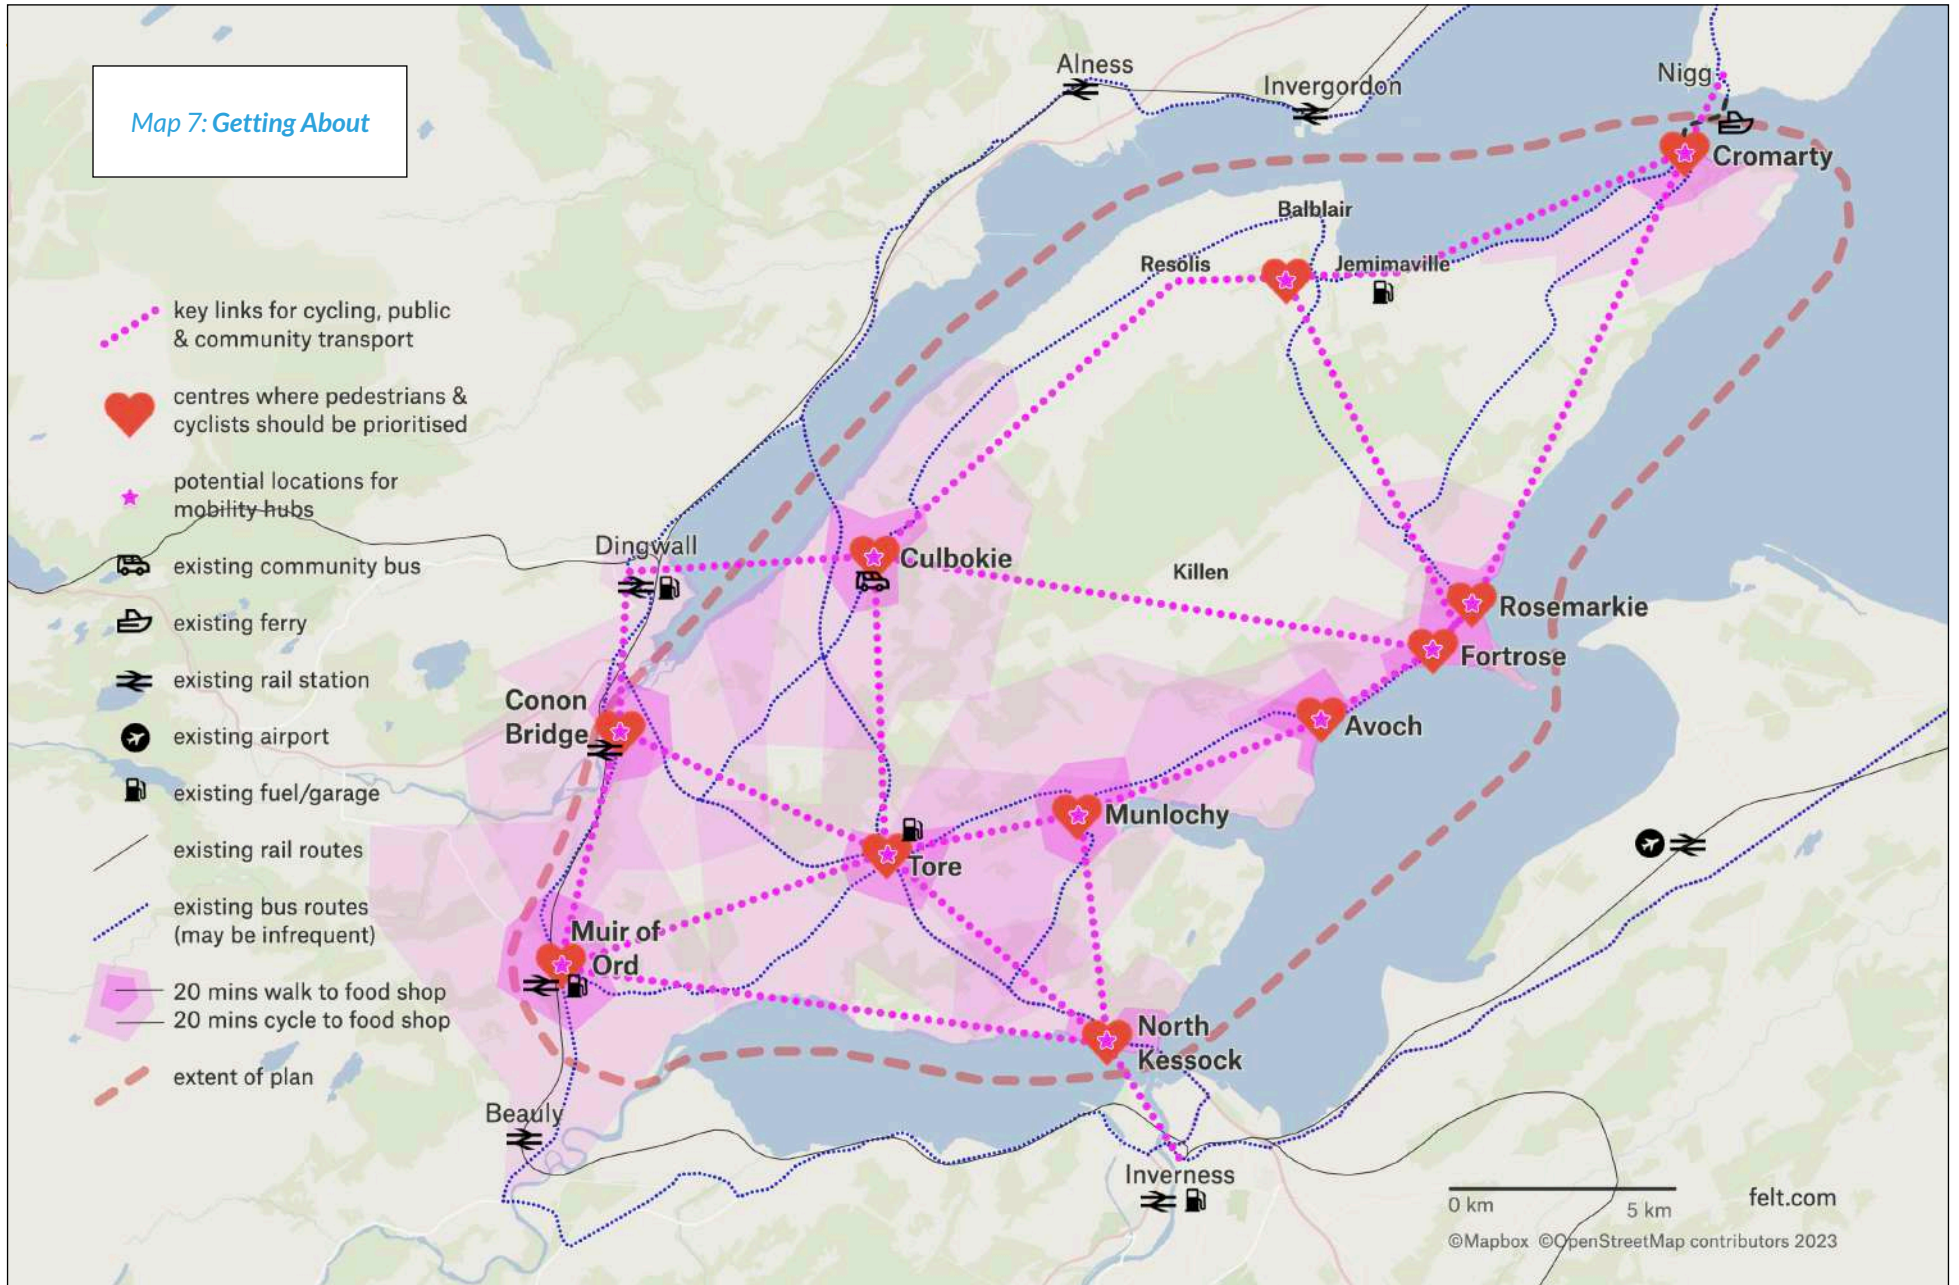 Map 7: Getting About
key links for cycling, public
& community transport
centres where pedestrians &
cyclists should be prioritised
potential locations for
mobility hubs
existing community bus
existing ferry
existing rail station
existing airport
existing fuel/garage
existing rail routes
existing bus routes
(may be infrequent)
20 mins walk to food shop
20 mins cycle to food shop
extent of plan
Alness
Invergordon
Nigg
Cromarty
Balblair
Resolis
Jemimaville
Dingwall
Culbokie
Killen
Rosemarkie
Fortrose
Conon
Bridge
Avoch
Munlochy
Tore
Muir of
Ord
North
Kessock
Beauly
Inverness
0 km
5 km
felt.com
©Mapbox ©OpenStreetMap contributors 2023